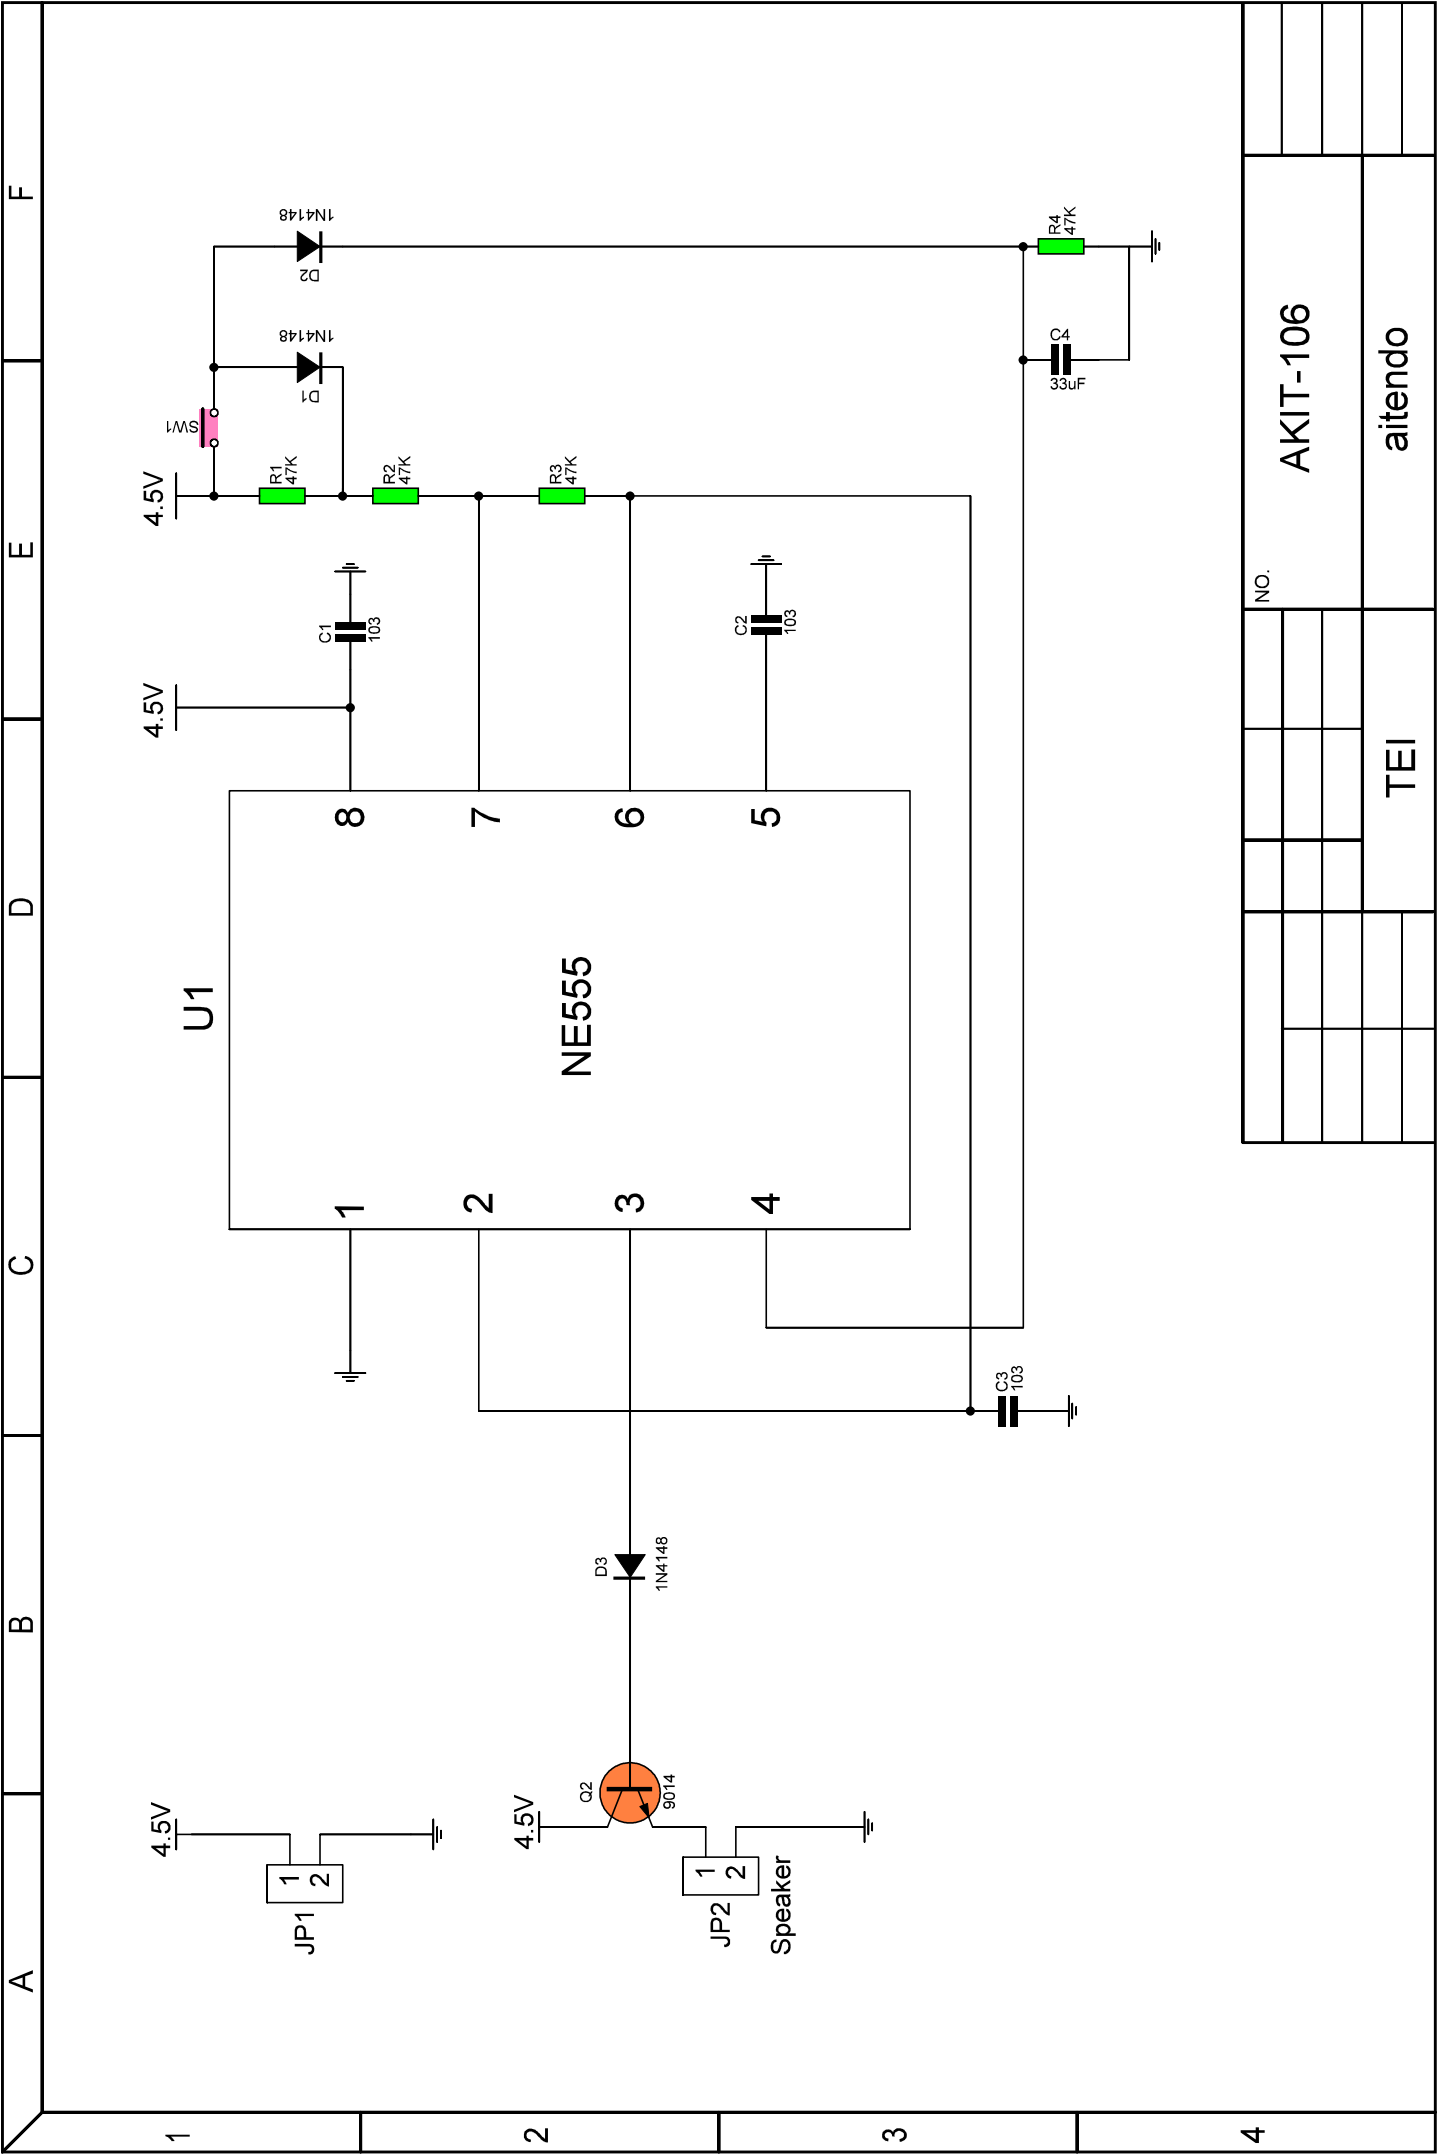 A
B
C
D
E
F
1
2
3
4
4.5V
JP1
1
2
4.5V
Q2
9014
JP2
1
2
Speaker
D3
1N4148
U1
NE555
1
2
3
4
8
7
6
5
4.5V
C1
103
C2
103
C3
103
4.5V
SW1
R1
47K
R2
47K
R3
47K
D1
1N4148
D2
1N4148
C4
33uF
R4
47K
NO.
AKIT-106
TEI
aitendo